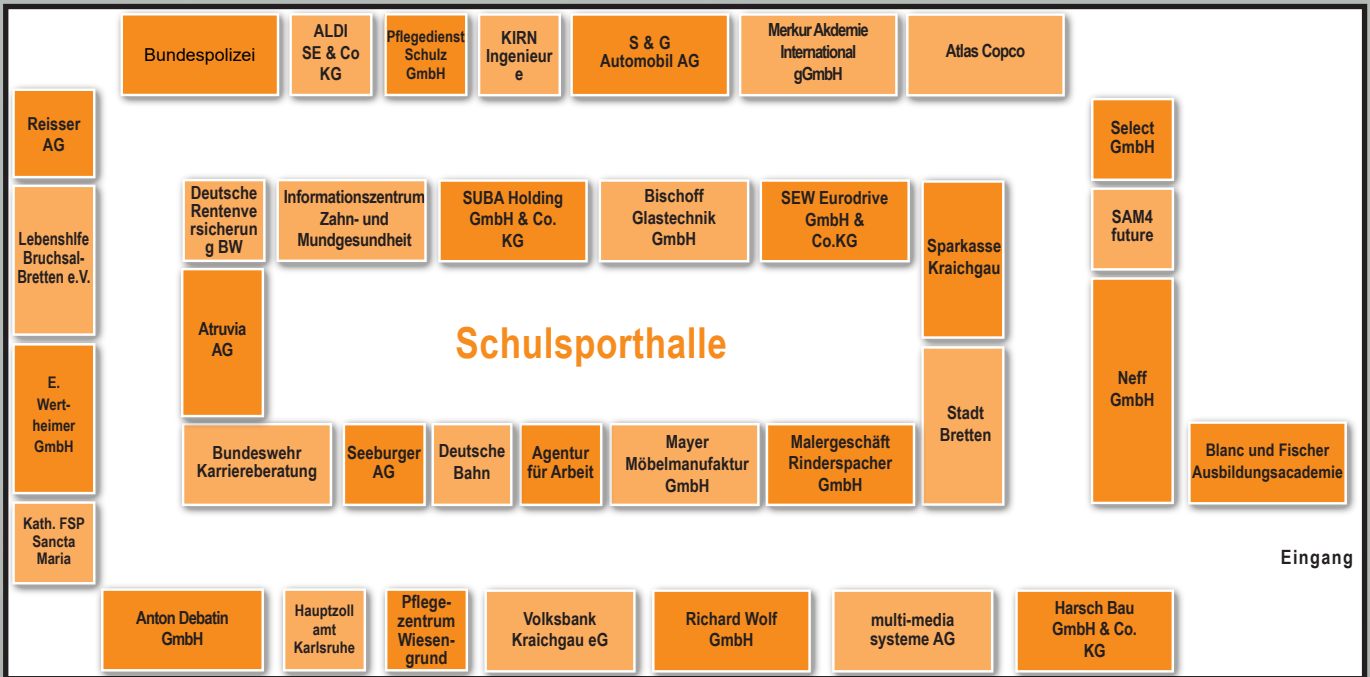 Bundespolizei
ALDI
SE & Co
KG
Pflegedienst
Schulz
GmbH
KIRN
Ingenieur
e
S & G
Automobil AG
Merkur Akdemie
International
gGmbH
Atlas Copco
Reisser
AG
Lebenshlfe
Bruchsal-
Bretten e.V.
E.
Wert-
heimer
GmbH
Kath. FSP
Sancta
Maria
Deutsche
Rentenve
rsicherun
g BW
Informationszentrum
Zahn- und
Mundgesundheit
SUBA Holding
GmbH & Co.
KG
Bischoff
Glastechnik
GmbH
SEW Eurodrive
GmbH &
Co.KG
Sparkasse
Kraichgau
Atruvia
AG
Schulsporthalle
Stadt
Bretten
Bundeswehr
Karriereberatung
Seeburger
AG
Deutsche
Bahn
Agentur
für Arbeit
Mayer
Möbelmanufaktur
GmbH
Malergeschäft
Rinderspacher
GmbH
Select
GmbH
SAM4
future
Neff
GmbH
Blanc und Fischer
Ausbildungsacademie
Eingang
Anton Debatin
GmbH
Hauptzoll
amt
Karlsruhe
Pflege-
zentrum
Wiesen-
grund
Volksbank
Kraichgau eG
Richard Wolf
GmbH
multi-media
systeme AG
Harsch Bau
GmbH & Co.
KG